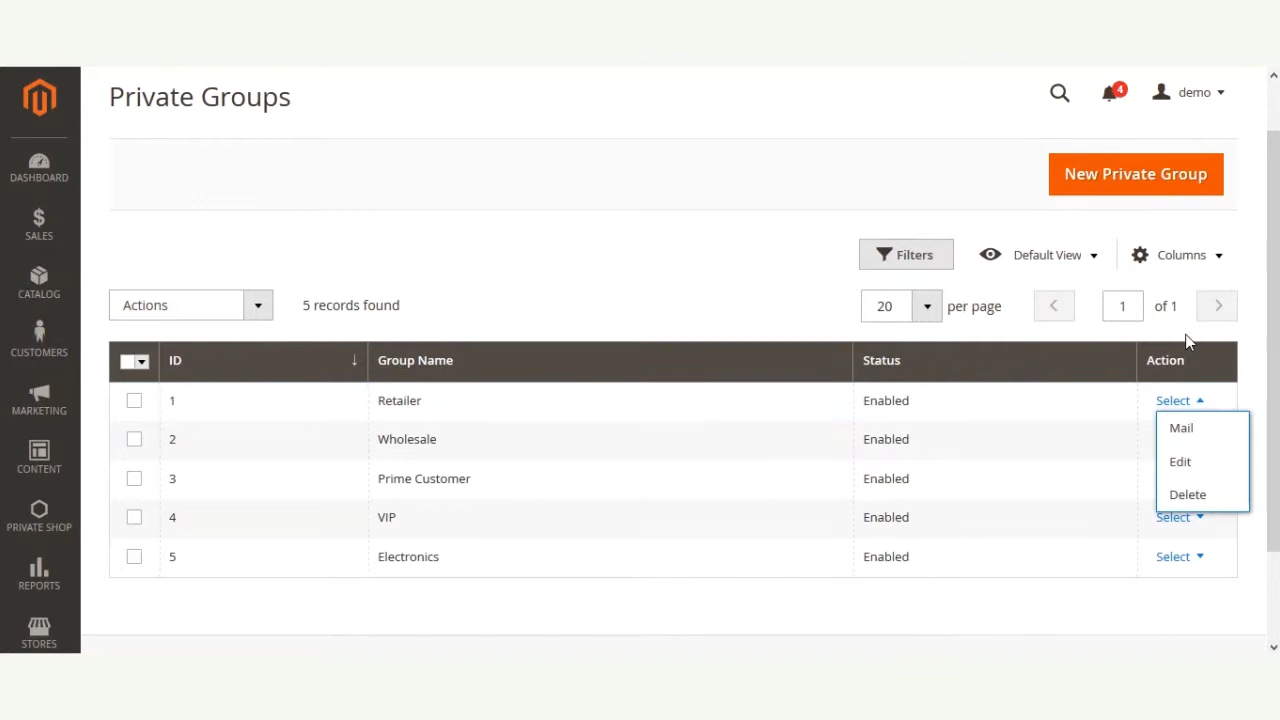 Private Groups
4
demo
New Private Group
Filters
Default View
Columns
Actions
5 records found
20
per page
1
of 1
ID ↓ Group Name Status Action
1 Retailer Enabled Select
2 Wholesale Enabled
3 Prime Customer Enabled
4 VIP Enabled Select
5 Electronics Enabled Select
Mail
Edit
Delete
DASHBOARD
$
SALES
CATALOG
CUSTOMERS
MARKETING
CONTENT
PRIVATE SHOP
REPORTS
STORES